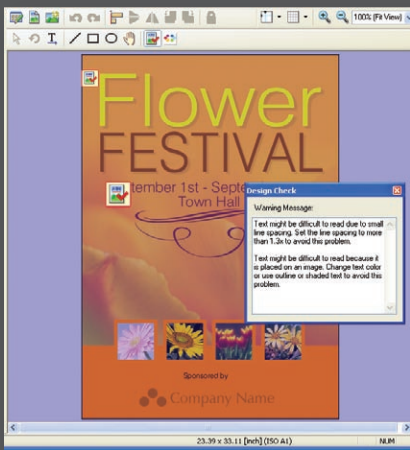 100% [Fit View]
Flower
FESTIVAL
tember 1st - Septe
Town Hall
Design Check
Warning Message:
Text might be difficult to read due to small
line spacing. Set the line spacing to more
than 1.3x to avoid this problem.
Text might be difficult to read because it
is placed on an image. Change text color
or use outline or shaded text to avoid this
problem.
Sponsored by
Company Name
23.39 x 33.11 [inch] (ISO A1)
NUM